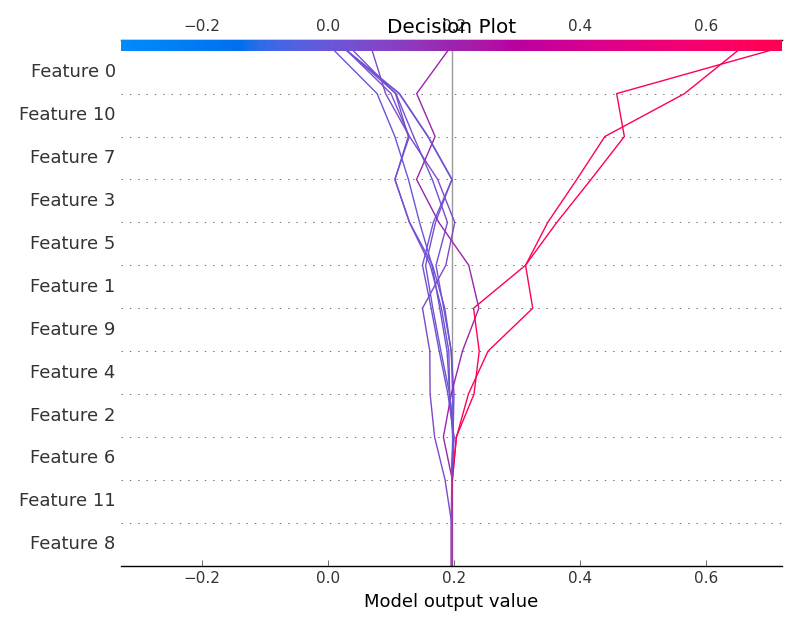 Decision Plot
−0.2 0.0 0.2 0.4 0.6
Feature 0
Feature 10
Feature 7
Feature 3
Feature 5
Feature 1
Feature 9
Feature 4
Feature 2
Feature 6
Feature 11
Feature 8
−0.2 0.0 0.2 0.4 0.6
Model output value